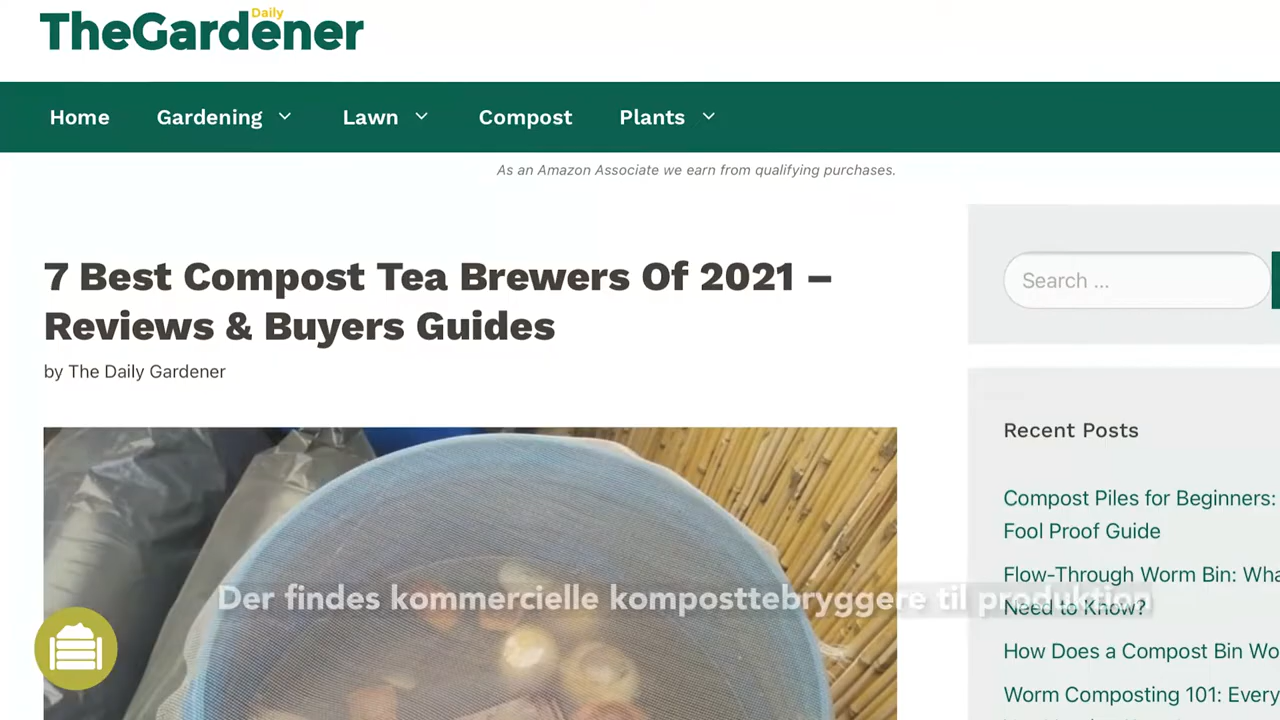 Daily
TheGardener
Home Gardening Lawn Compost Plants
As an Amazon Associate we earn from qualifying purchases.
7 Best Compost Tea Brewers Of 2021 –
Reviews & Buyers Guides
by The Daily Gardener
Search ...
Recent Posts
Compost Piles for Beginners:
Fool Proof Guide
Flow-Through Worm Bin:
Need to Know?
How Does a Compost Bin
Worm Composting 101:
Der findes kommercielle komposttebryggere til produktion